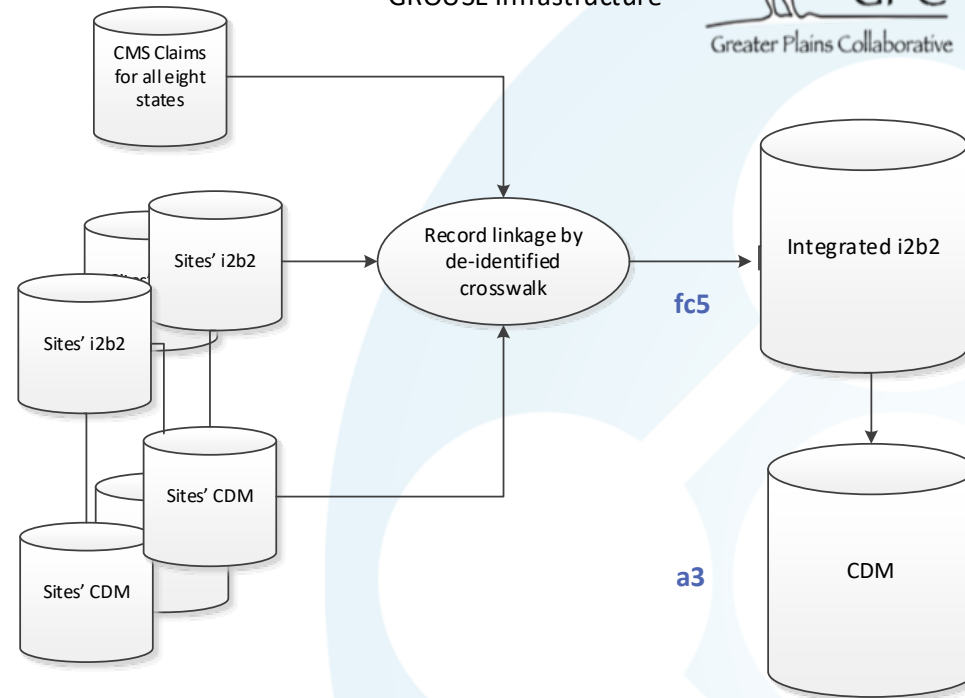 GROUSE Infrastructure
GPC
Greater Plains Collaborative
CMS Claims
for all eight
states
Sites' i2b2
Sites' i2b2
Record linkage by
de-identified
crosswalk
Integrated i2b2
fc5
Sites' CDM
Sites' CDM
a3
CDM